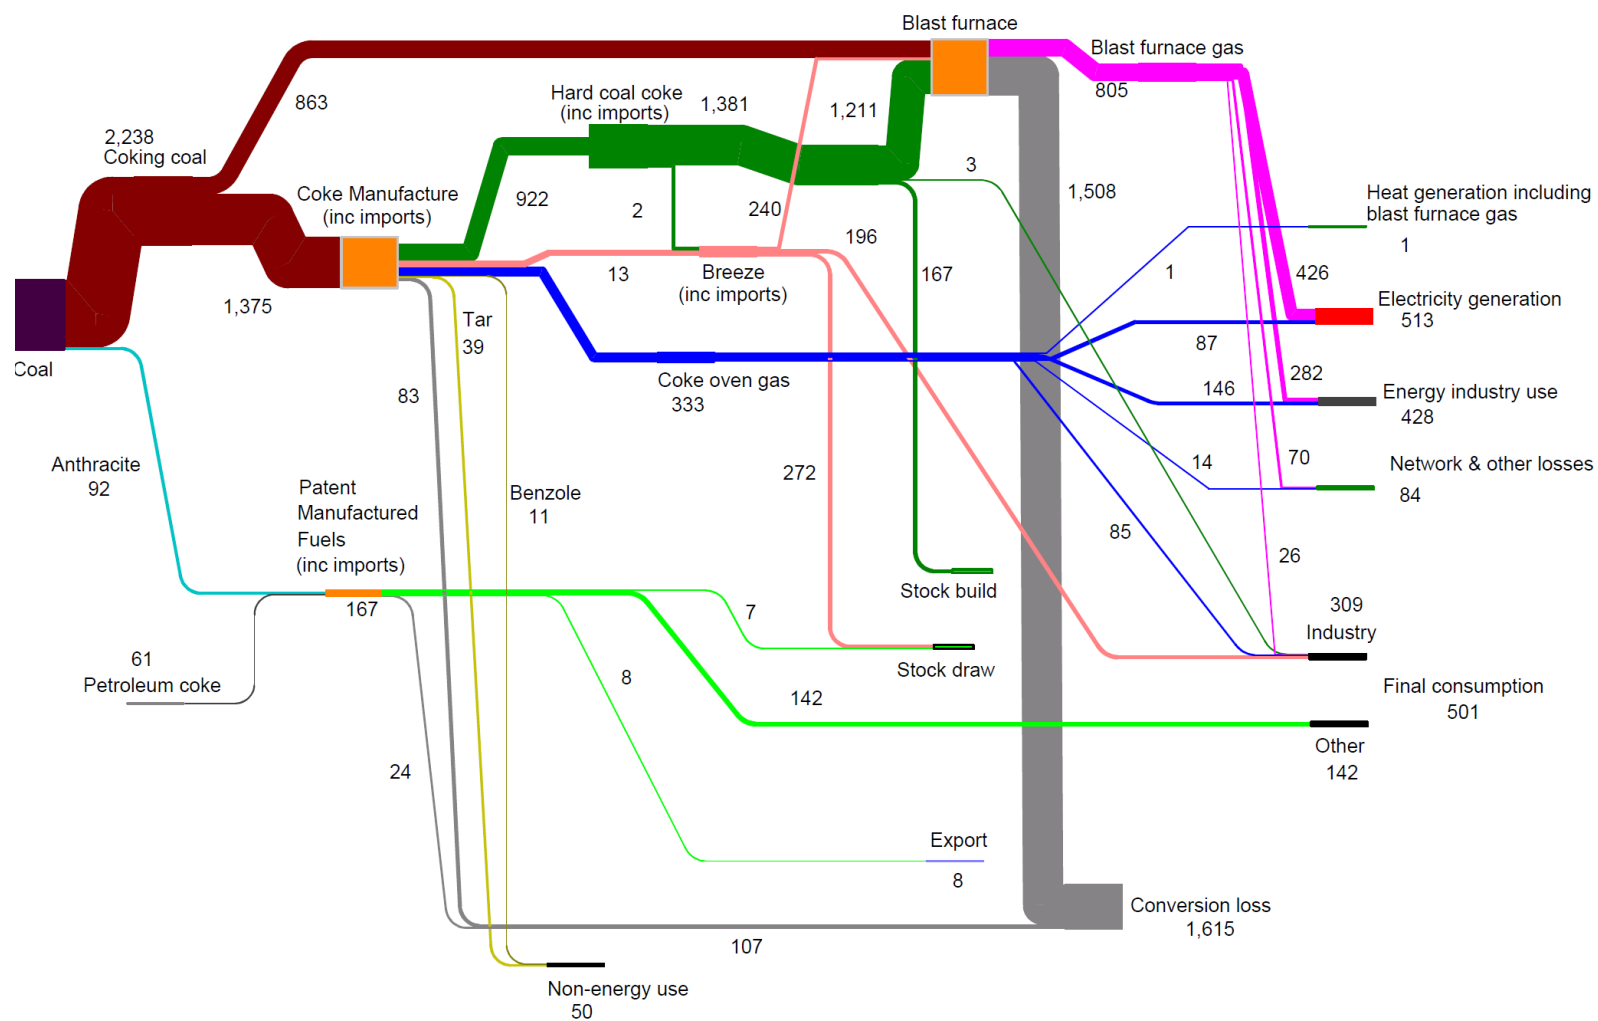 Blast furnace
Blast furnace gas
805
863
Hard coal coke
(inc imports)
1,381
1,211
2,238
Coking coal
3
1,508
Heat generation including
blast furnace gas
1
Coke Manufacture
(inc imports)
922
2
240
196
167
1
426
13
Breeze
(inc imports)
1,375
Electricity generation
513
Tar
39
87
Coal
83
Coke oven gas
333
282
146
Energy industry use
428
Anthracite
92
272
14
70
Network & other losses
84
Patent
Manufactured
Fuels
(inc imports)
167
Benzole
11
85
26
Stock build
7
309
Industry
61
Petroleum coke
8
Stock draw
142
Final consumption
501
Other
142
24
Export
8
Conversion loss
1,615
107
Non-energy use
50